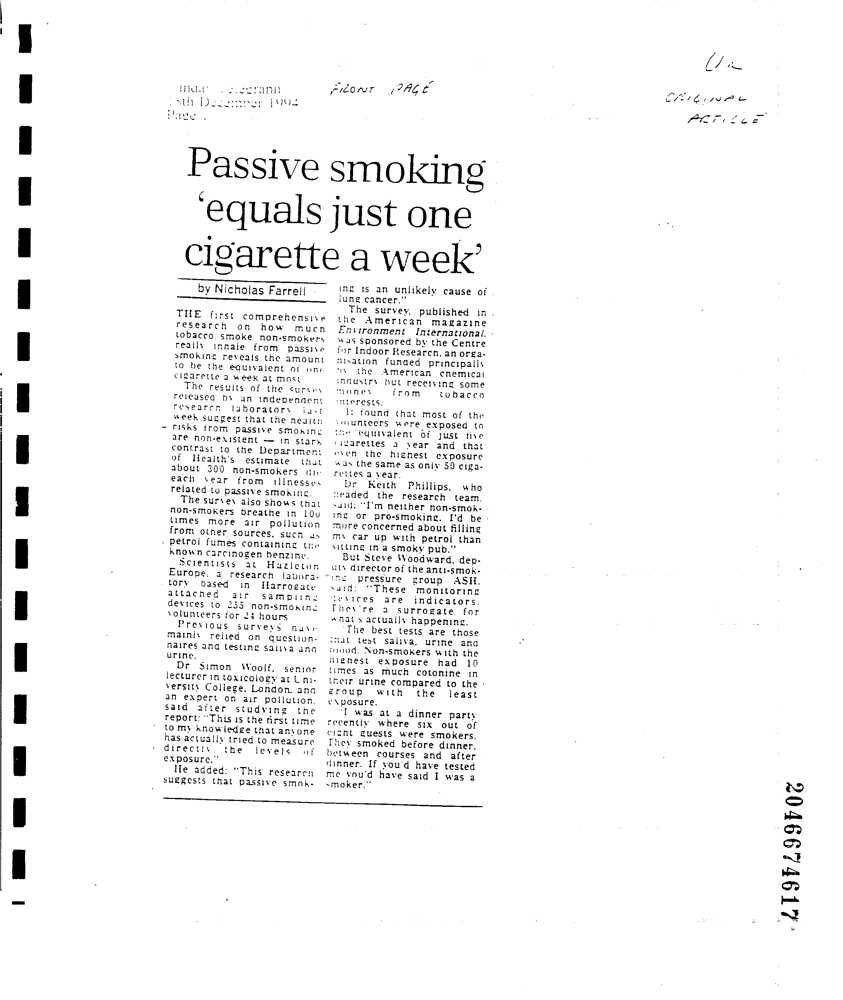 FRONT PAGE
December 1994
Page
UK
ORIGINAL
ARTICLE
Passive smoking
‘equals just one
cigarette a week’
by Nicholas Farrell
THE first comprehensive
research on how much
tobacco smoke non-smokers
really inhale from passive
smoking reveals the amount
to be the equivalent of one
cigarette a week at most.
The results of the survey
released by an independent
research laboratory last
week suggest that the health
risks from passive smoking
are non-existent — in stark
contrast to the Department
of Health's estimate that
about 300 non-smokers die
each year from illnesses
related to passive smoking.
The survey also shows that
non-smokers breathe in 100
times more air pollution
from other sources, such as
petrol fumes containing the
known carcinogen benzine.
Scientists at Hazleton
Europe, a research labora-
tory based in Harrogate
attached air sampling
devices to 255 non-smoking
volunteers for 24 hours
Previous surveys have
mainly relied on question-
naires and testing saliva and
urine.
Dr Simon Woolf, senior
lecturer in toxicology at Uni-
versity College, London, and
an expert on air pollution,
said after studying the
report: "This is the first time
to my knowledge that anyone
has actually tried to measure
directly the levels of
exposure."
He added: "This research
suggests that passive smok-
ing is an unlikely cause of
lung cancer."
The survey, published in
the American magazine
Environment International,
was sponsored by the Centre
for Indoor Research, an orga-
nisation funded principally
by the American chemical
industry but receiving some
money from tobacco
interests.
It found that most of the
volunteers were exposed to
the equivalent of just five
cigarettes a year and that
even the highest exposure
was the same as only 50 ciga-
rettes a year.
Dr Keith Phillips, who
headed the research team,
said: "I'm neither non-smok-
ing or pro-smoking. I'd be
more concerned about filling
my car up with petrol than
sitting in a smoky pub."
But Steve Woodward, dep-
uty director of the anti-smok-
ing pressure group ASH,
said: "These monitoring
devices are indicators.
They're a surrogate for
what's actually happening.
"The best tests are those
that test saliva, urine and
blood. Non-smokers with the
highest exposure had 10
times as much cotonine in
their urine compared to the
group with the least
exposure.
"I was at a dinner party
recently where six out of
eight guests were smokers.
They smoked before dinner,
between courses and after
dinner. If you'd have tested
me you'd have said I was a
smoker."
2046674617